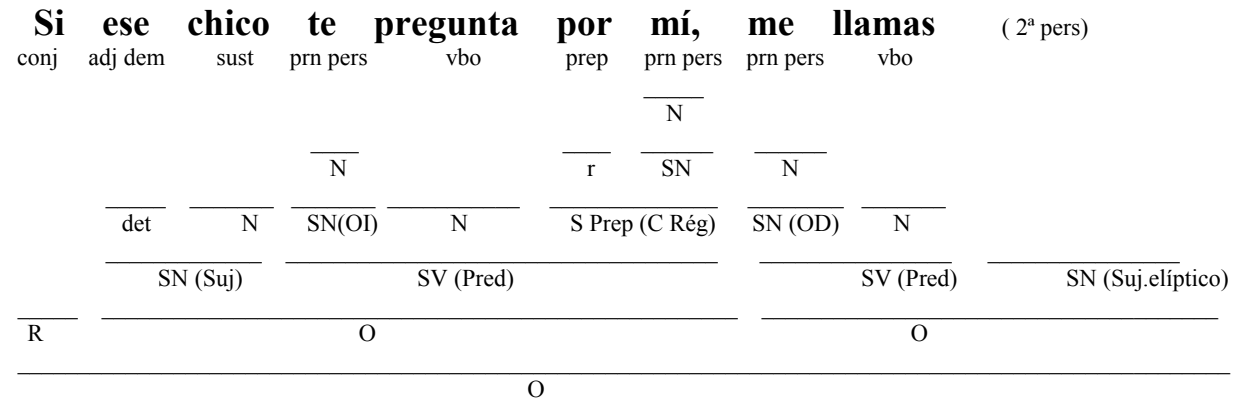 Si ese chico te pregunta por mí, me llamas ( 2ª pers)
conj adj dem sust prn pers vbo prep prn pers prn pers vbo
N
N r SN N
det N SN(OI) N S Prep (C Rég) SN (OD) N
SN (Suj) SV (Pred) SV (Pred) SN (Suj.elíptico)
R O O
O